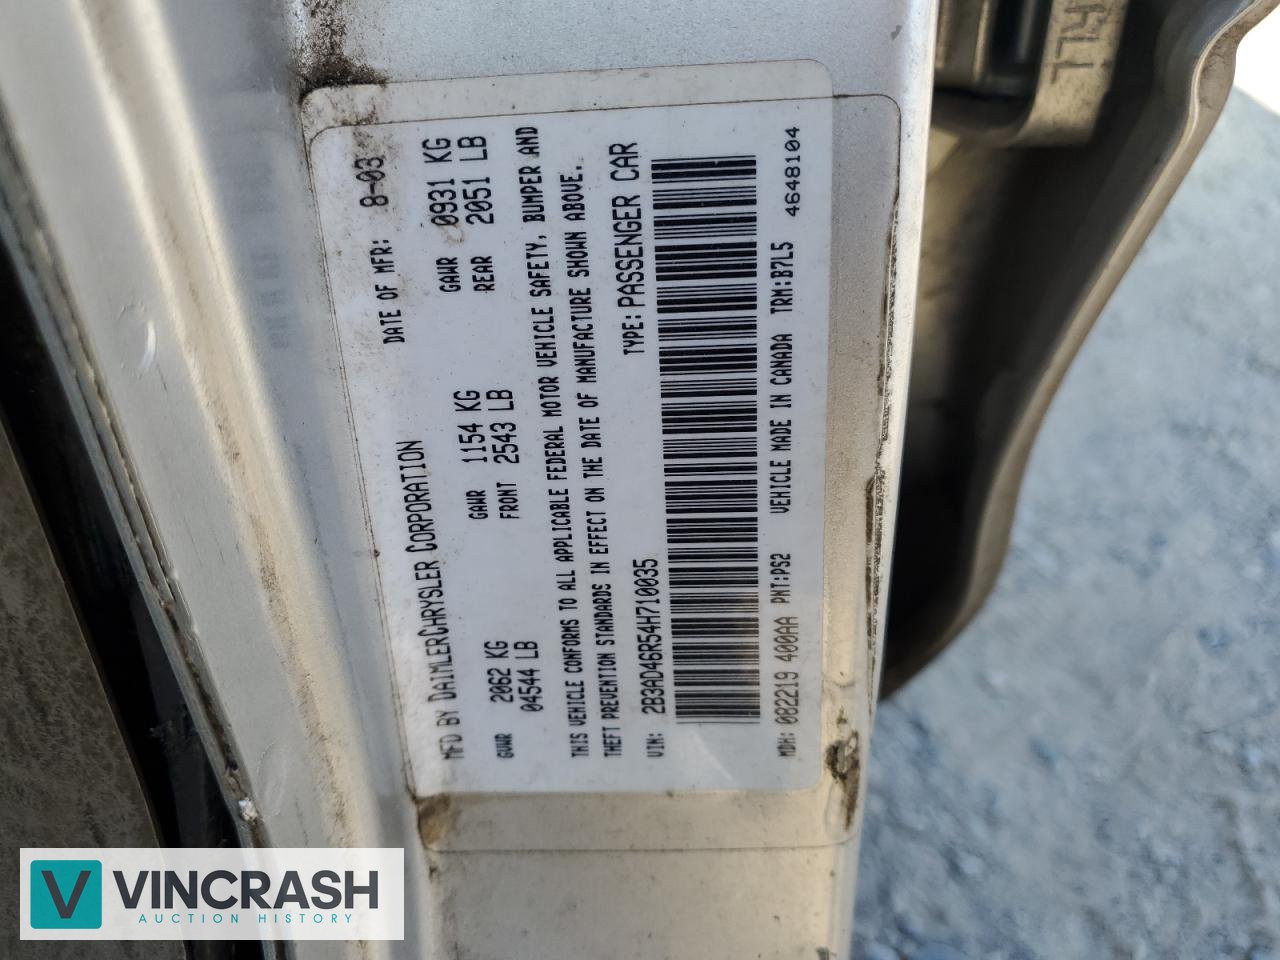 MFD BY DAIMLERCHRYSLER CORPORATION DATE OF MFR: 8-03
GVWR 2062 KG GAWR 1154 KG GAWR 0931 KG
04544 LB FRONT 2543 LB REAR 2051 LB
THIS VEHICLE CONFORMS TO ALL APPLICABLE FEDERAL MOTOR VEHICLE SAFETY, BUMPER AND
THEFT PREVENTION STANDARDS IN EFFECT ON THE DATE OF MANUFACTURE SHOWN ABOVE.
VIN: 2B3AD46R54H710035 TYPE: PASSENGER CAR
MDH: 082219 400AA PNT:PS2 VEHICLE MADE IN CANADA TRM:B7L5 4648104
V VINCRASH
AUCTION HISTORY